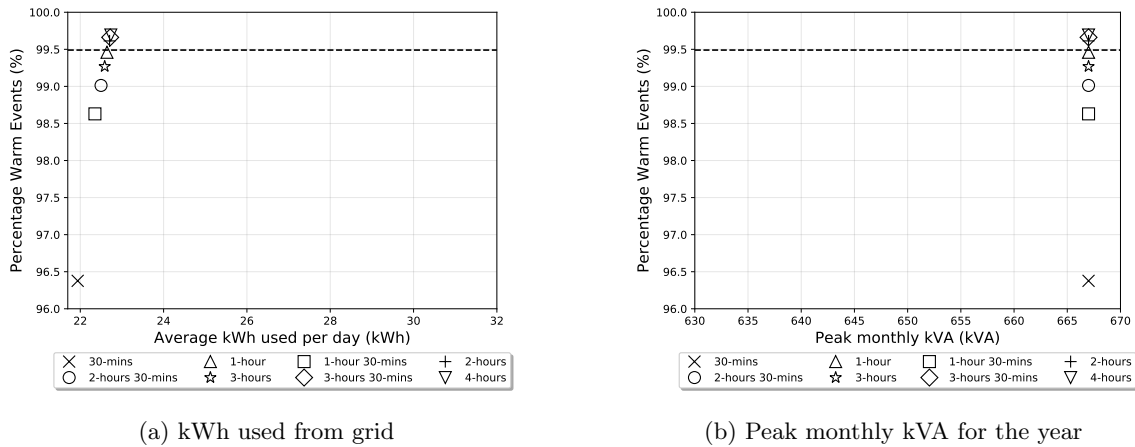 100.0
99.5
99.0
98.5
98.0
97.5
97.0
96.5
96.0
Percentage Warm Events (%)
22 24 26 28 30 32
Average kWh used per day (kWh)
30-mins 1-hour 1-hour 30-mins 2-hours
2-hours 30-mins 3-hours 3-hours 30-mins 4-hours
(a) kWh used from grid
100.0
99.5
99.0
98.5
98.0
97.5
97.0
96.5
96.0
Percentage Warm Events (%)
630 635 640 645 650 655 660 665 670
Peak monthly kVA (kVA)
30-mins 1-hour 1-hour 30-mins 2-hours
2-hours 30-mins 3-hours 3-hours 30-mins 4-hours
(b) Peak monthly kVA for the year